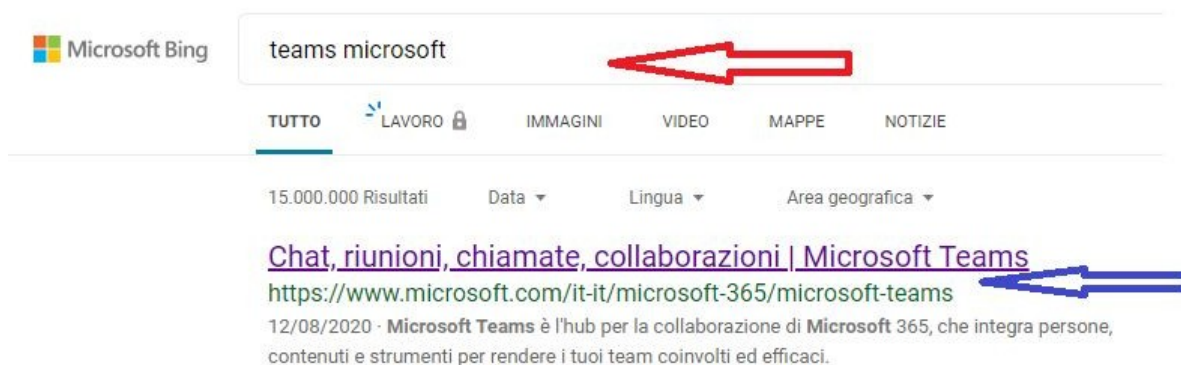 Microsoft Bing
teams microsoft
TUTTO LAVORO IMMAGINI VIDEO MAPPE NOTIZIE
15.000.000 Risultati Data Lingua Area geografica
Chat, riunioni, chiamate, collaborazioni | Microsoft Teams
https://www.microsoft.com/it-it/microsoft-365/microsoft-teams
12/08/2020 · Microsoft Teams è l'hub per la collaborazione di Microsoft 365, che integra persone,
contenuti e strumenti per rendere i tuoi team coinvolti ed efficaci.